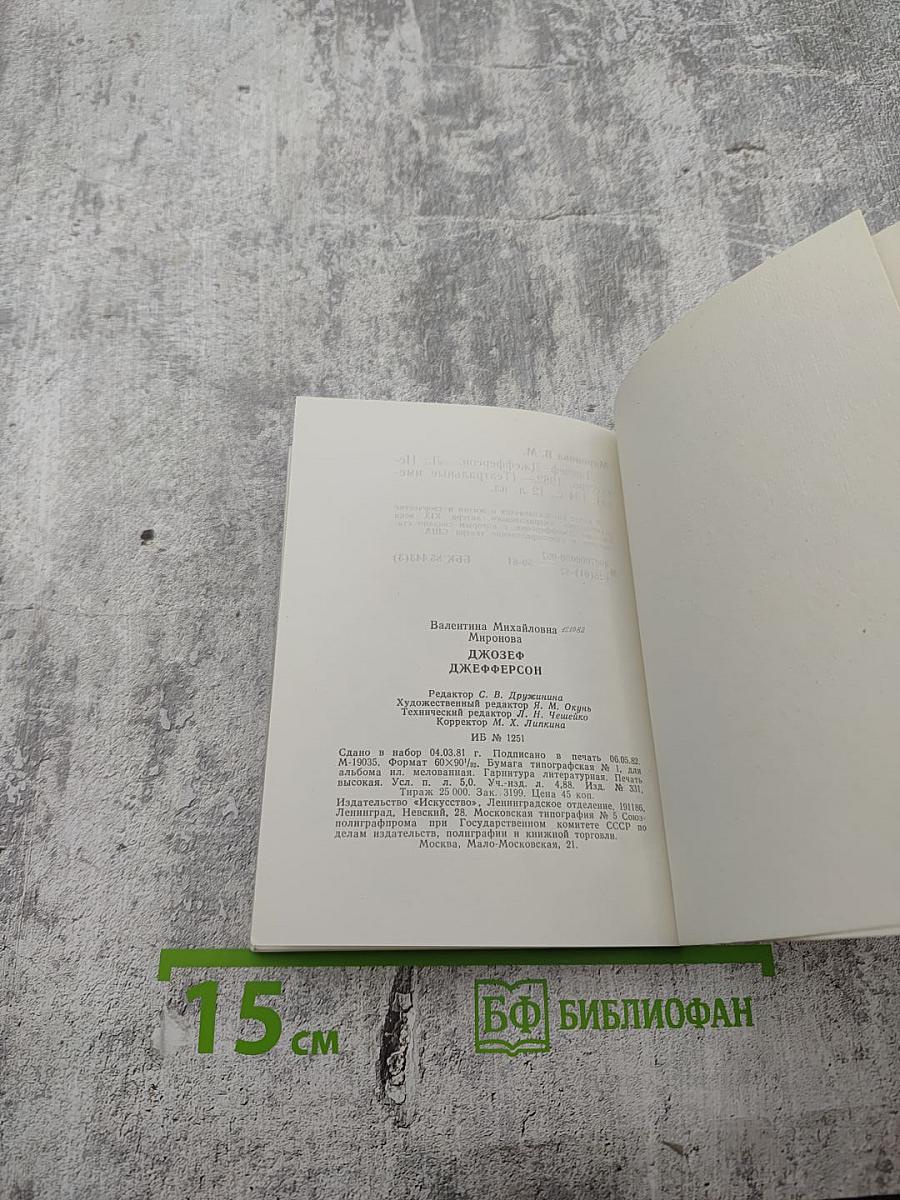 Валентина Михайловна
Миронова
ДЖОЗЕФ
ДЖЕФФЕРСОН
Редактор С. В. Дружинина
Художественный редактор Я. М. Окунь
Технический редактор Л. Н. Чешейко
Корректор М. Х. Липкина
ИБ № 1251
Сдано в набор 04.03.81 г. Подписано в печать 06.05.82.
М-19035. Формат 60×90¹/₃₂. Бумага типографская № 1, для
альбома ил. мелованная. Гарнитура литературная. Печать
высокая. Усл. п. л. 5,0. Уч.-изд. л. 4,88. Изд. № 331.
Тираж 25 000. Зак. 3199. Цена 45 коп.
Издательство «Искусство», Ленинградское отделение, 191186,
Ленинград, Невский, 28. Московская типография № 5 Союз-
полиграфпрома при Государственном комитете СССР по
делам издательств, полиграфии и книжной торговли.
Москва, Мало-Московская, 21.
15 см
БФ БИБЛИОФАН